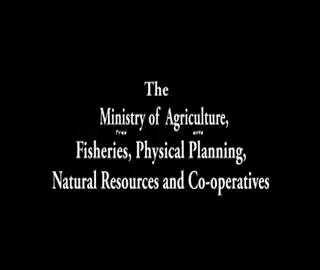 The
Ministry of Agriculture,
Fisheries, Physical Planning,
Natural Resources and Co-operatives